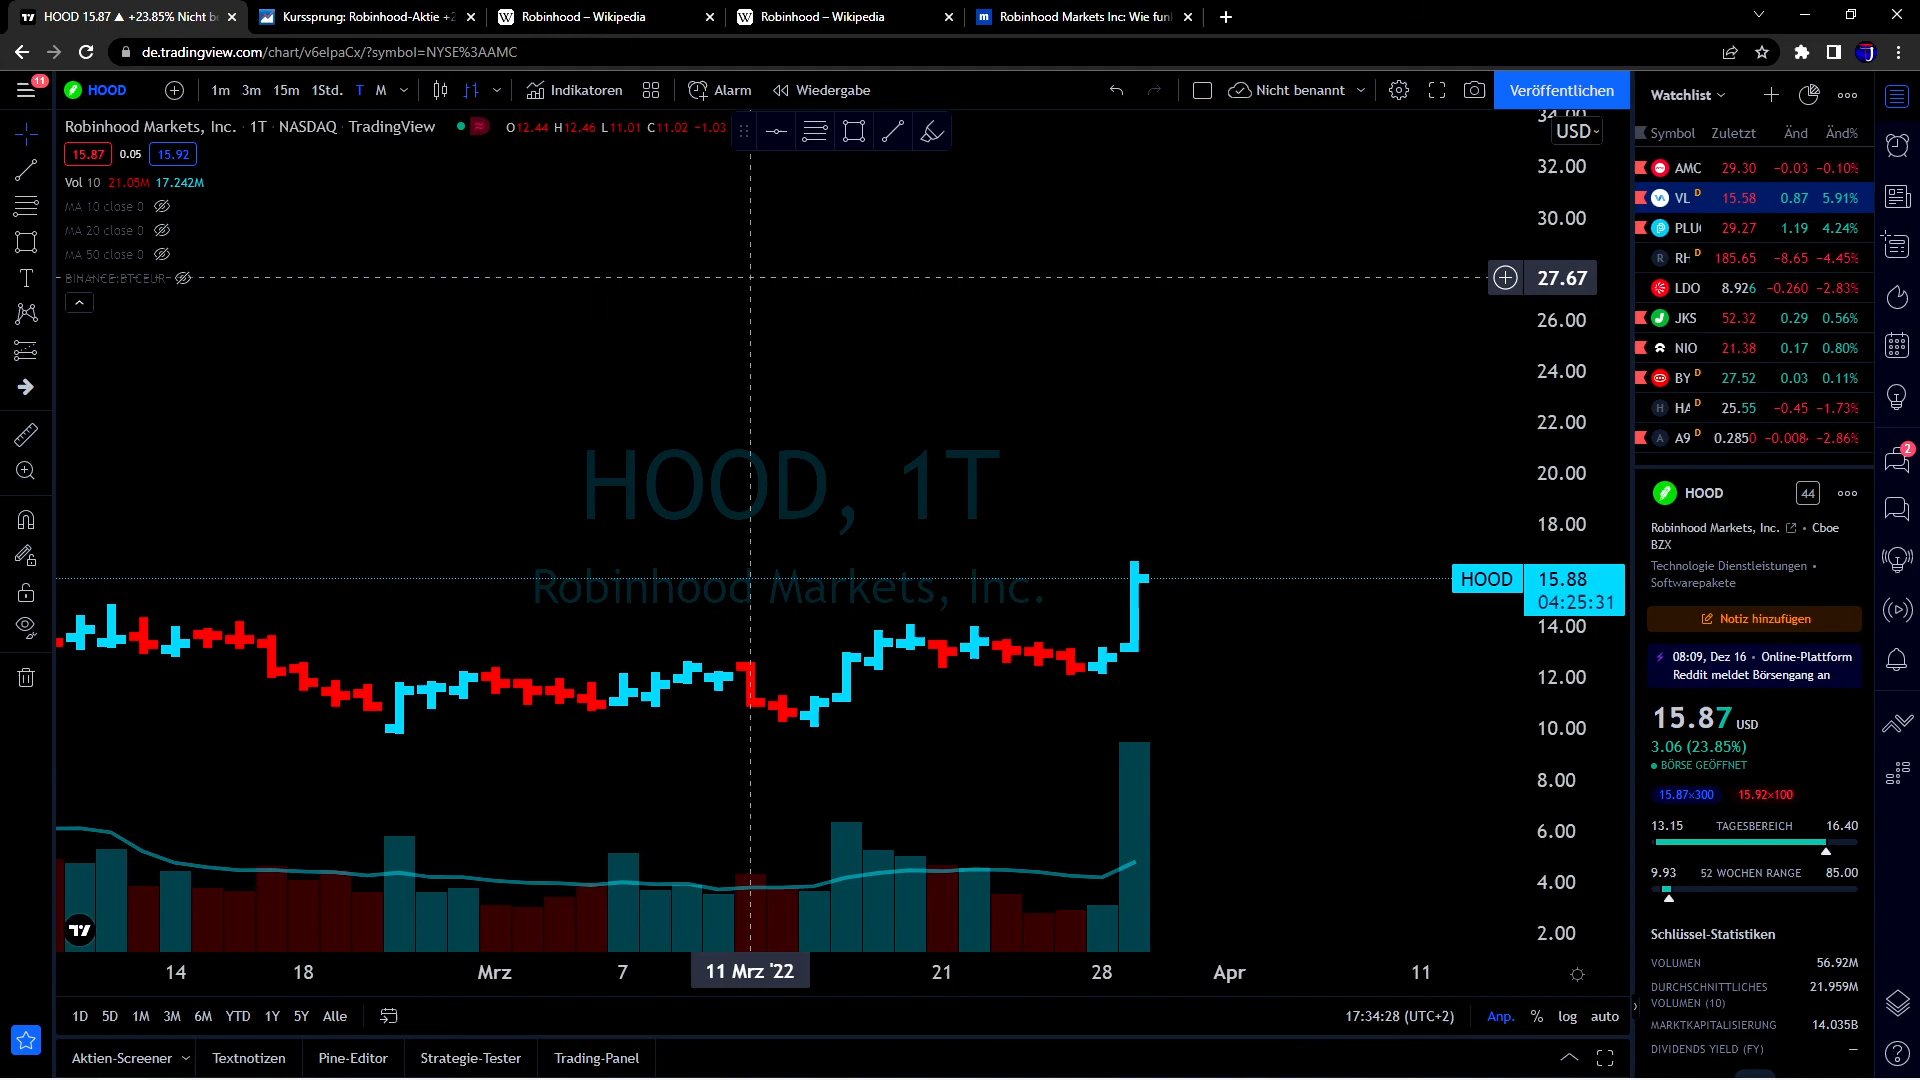 HOOD 15.87 ▲ +23.85% Nicht b
Kurssprung: Robinhood-Aktie +2
Robinhood – Wikipedia
Robinhood – Wikipedia
Robinhood Markets Inc: Wie fun
de.tradingview.com/chart/v6elpaCx/?symbol=NYSE%3AAMC
11
HOOD
1m 3m 15m 1Std. T M
Indikatoren
Alarm
Wiedergabe
Nicht benannt
Veröffentlichen
Robinhood Markets, Inc. · 1T · NASDAQ · TradingView
O12.44 H12.46 L11.01 C11.02 −1.03
15.87 0.05 15.92
Vol 10 21.05M 17.242M
MA 10 close 0
MA 20 close 0
MA 50 close 0
BINANCE:BTCEUR
HOOD, 1T
Robinhood Markets, Inc.
34.00
USD
32.00
30.00
27.67
26.00
24.00
22.00
20.00
18.00
HOOD 15.88
04:25:31
14.00
12.00
10.00
8.00
6.00
4.00
2.00
14 18 Mrz 7 11 Mrz '22 21 28 Apr 11
1D 5D 1M 3M 6M YTD 1Y 5Y Alle
17:34:28 (UTC+2)
Anp. % log auto
Aktien-Screener
Textnotizen
Pine-Editor
Strategie-Tester
Trading-Panel
Watchlist
Symbol Zuletzt Änd Änd%
AMC 29.30 −0.03 −0.10%
VL D 15.58 0.87 5.91%
PLU 29.27 1.19 4.24%
R RH D 185.65 −8.65 −4.45%
LDO 8.926 −0.260 −2.83%
JKS 52.32 0.29 0.56%
NIO 21.38 0.17 0.80%
BY D 27.52 0.03 0.11%
H HA D 25.55 −0.45 −1.73%
A A9 D 0.2850 −0.008 −2.86%
HOOD
44
Robinhood Markets, Inc. • Cboe
BZX
Technologie Dienstleistungen •
Softwarepakete
Notiz hinzufügen
08:09, Dez 16 • Online-Plattform
Reddit meldet Börsengang an
15.87 USD
3.06 (23.85%)
BÖRSE GEÖFFNET
15.87×300 15.92×100
13.15 TAGESBEREICH 16.40
9.93 52 WOCHEN RANGE 85.00
Schlüssel-Statistiken
VOLUMEN 56.92M
DURCHSCHNITTLICHES
VOLUMEN (10) 21.959M
MARKTKAPITALISIERUNG 14.035B
DIVIDENDS YIELD (FY) —
2